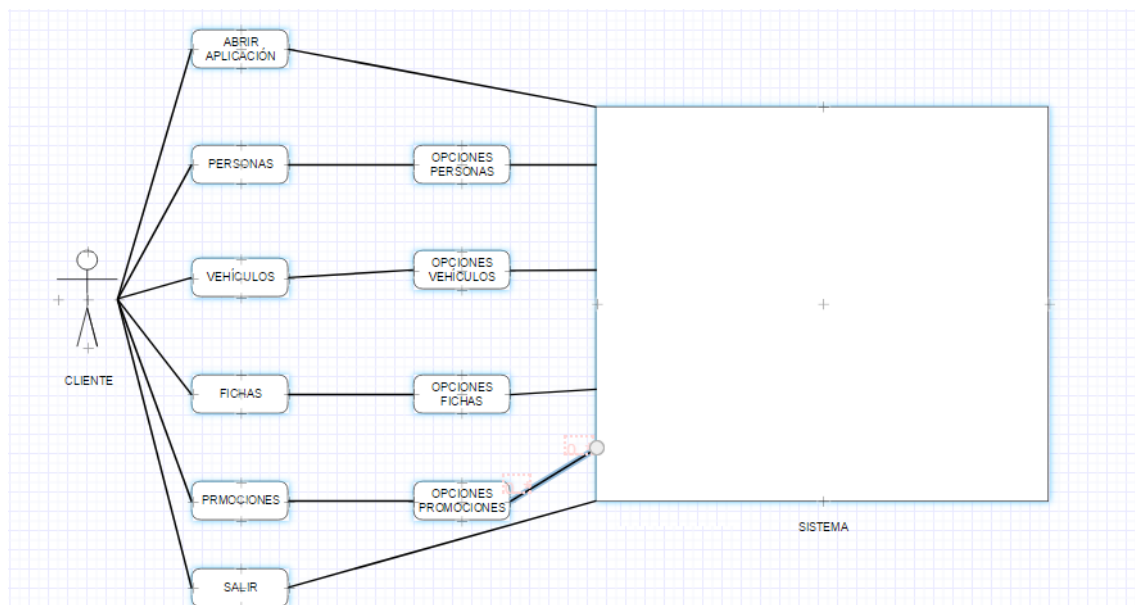 ABRIR
APLICACIÓN
PERSONAS
OPCIONES
PERSONAS
VEHÍCULOS
OPCIONES
VEHÍCULOS
CLIENTE
FICHAS
OPCIONES
FICHAS
PRMOCIONES
OPCIONES
PROMOCIONES
SISTEMA
SALIR